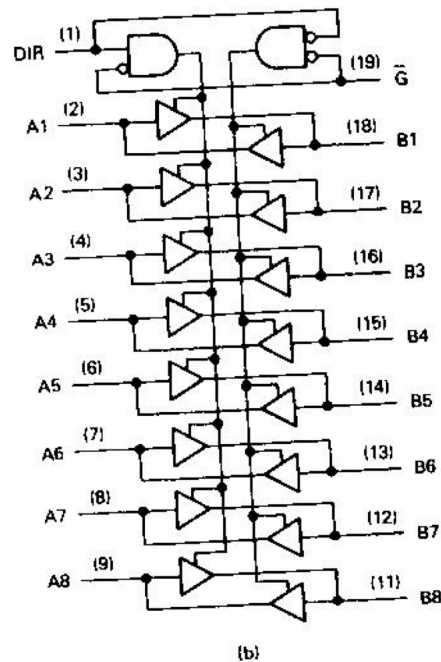 DIR (1)
(19) G̅
A1 (2)
(18) B1
A2 (3)
(17) B2
A3 (4)
(16) B3
A4 (5)
(15) B4
A5 (6)
(14) B5
A6 (7)
(13) B6
A7 (8)
(12) B7
A8 (9)
(11) B8
(b)